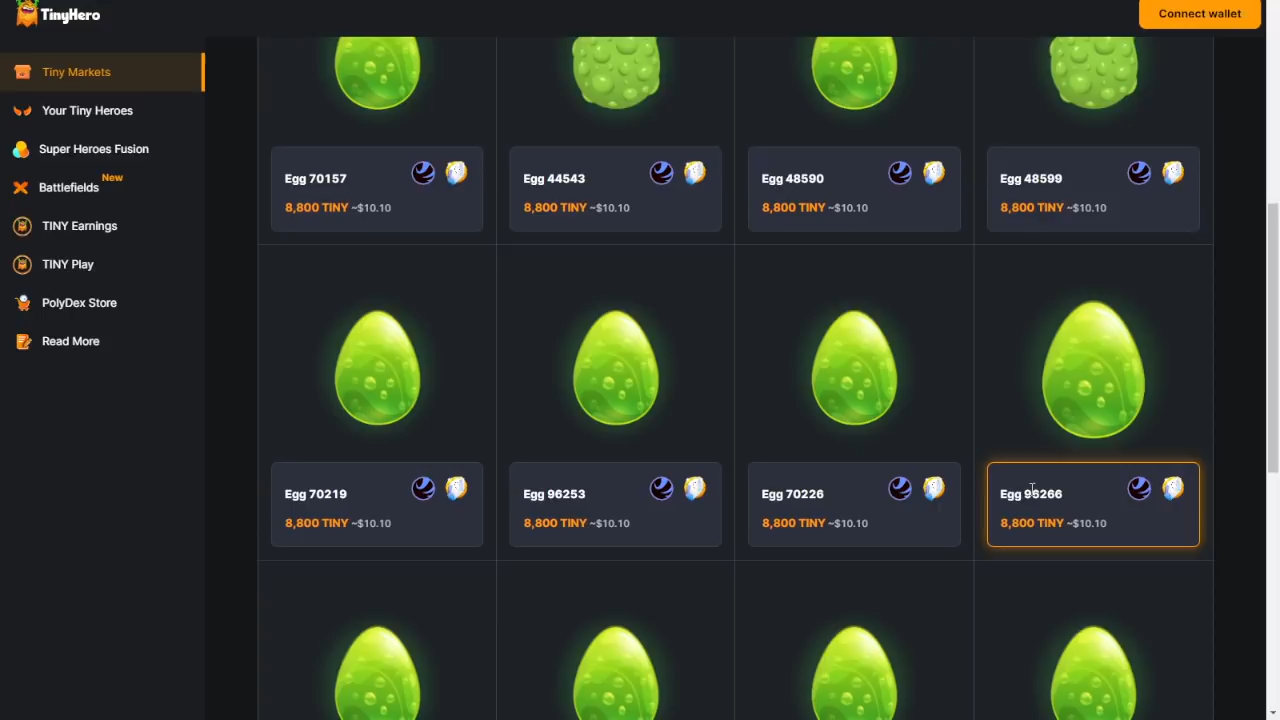 TinyHero
Connect wallet
Tiny Markets
Your Tiny Heroes
Super Heroes Fusion
Battlefields New
TINY Earnings
TINY Play
PolyDex Store
Read More
Egg 70157
8,800 TINY ~$10.10
Egg 44543
8,800 TINY ~$10.10
Egg 48590
8,800 TINY ~$10.10
Egg 48599
8,800 TINY ~$10.10
Egg 70219
8,800 TINY ~$10.10
Egg 96253
8,800 TINY ~$10.10
Egg 70226
8,800 TINY ~$10.10
Egg 96266
8,800 TINY ~$10.10